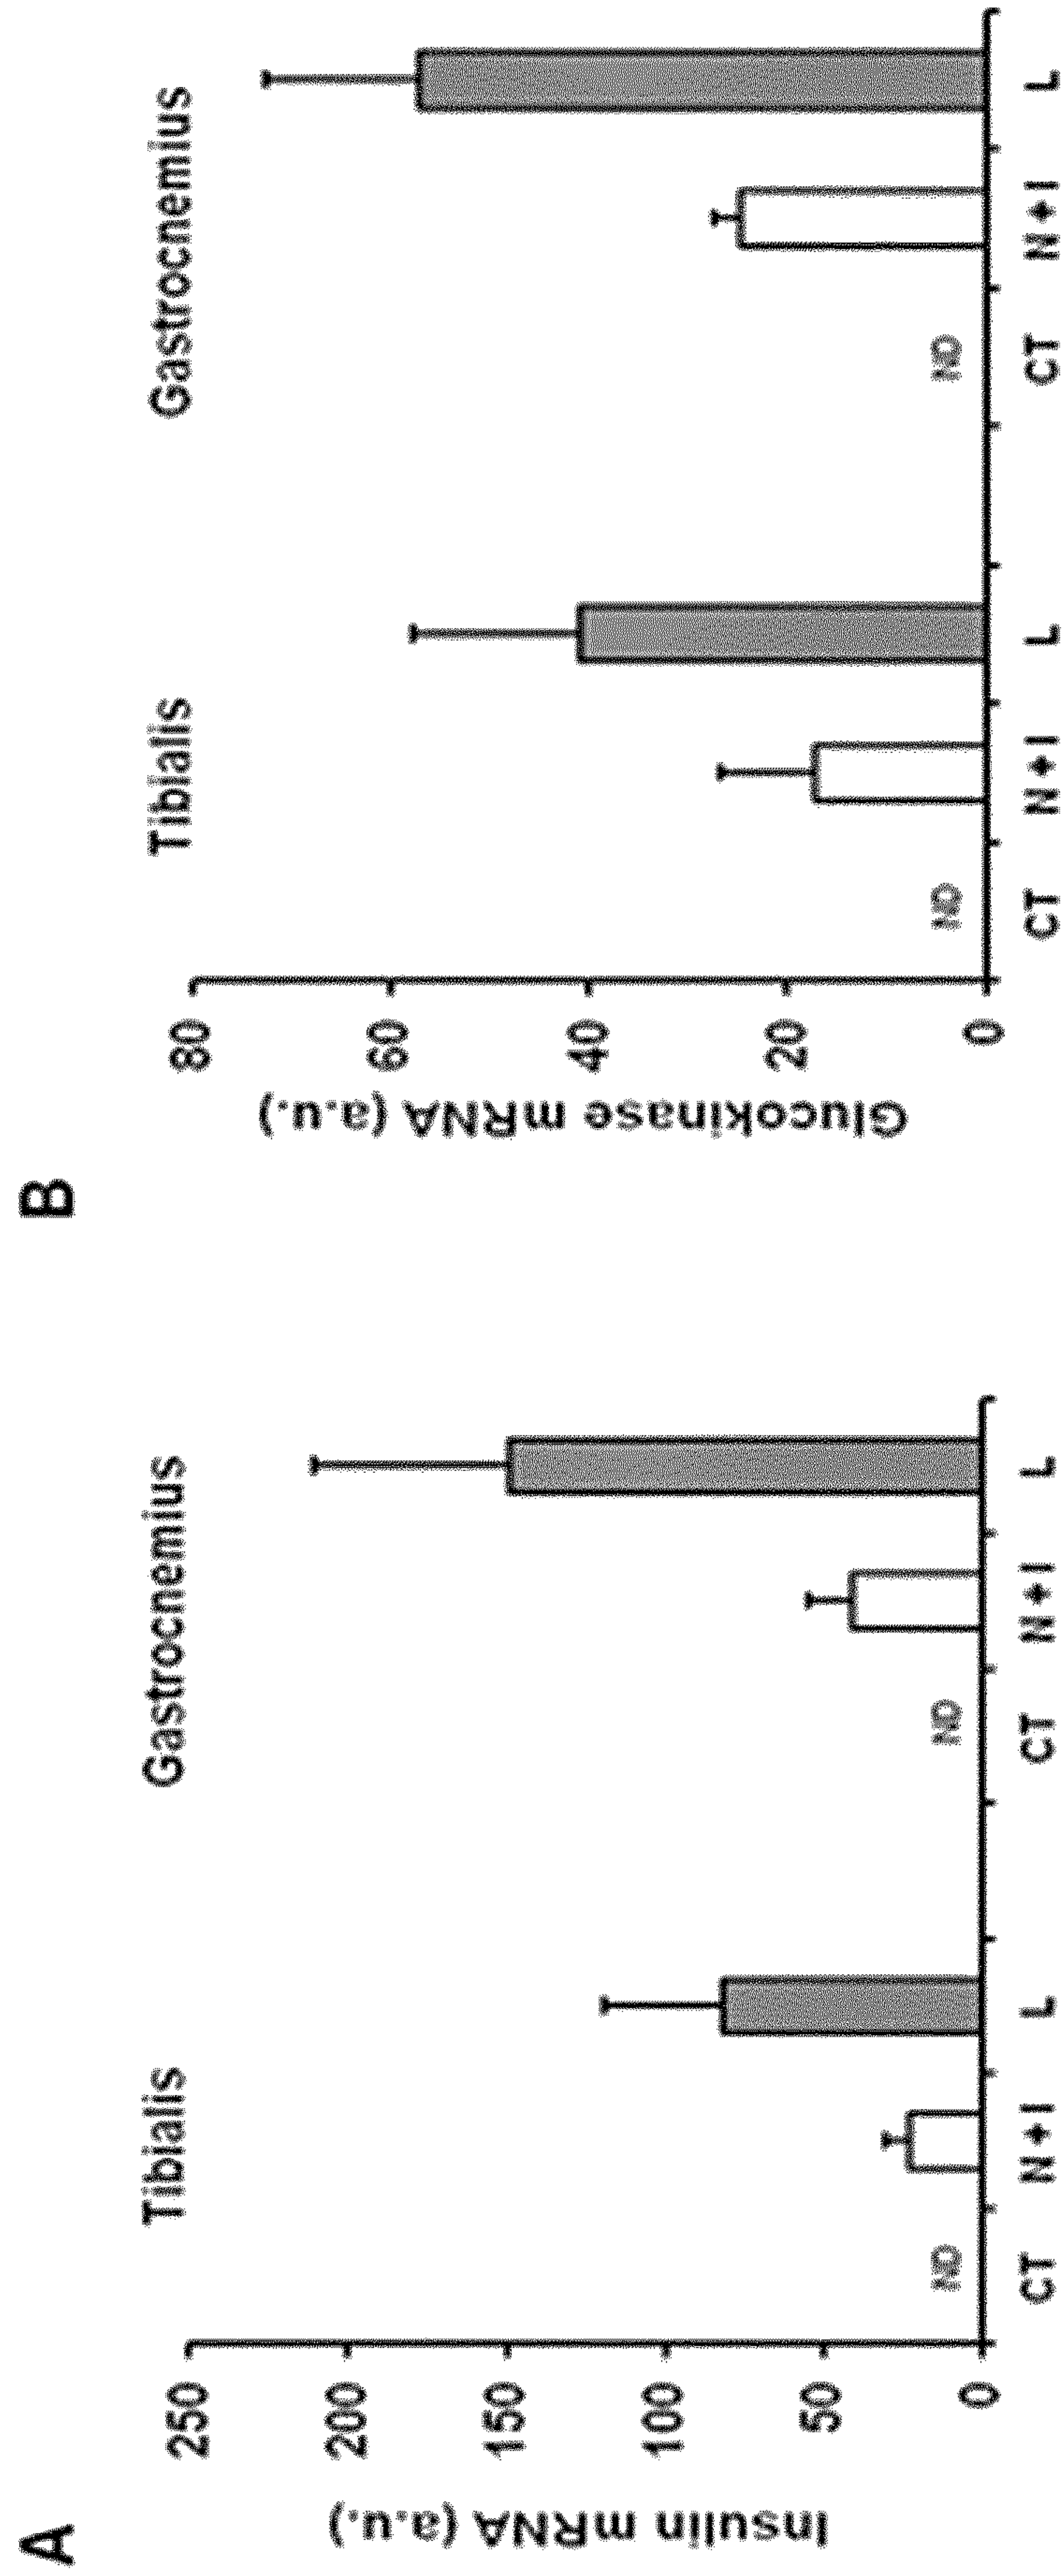 A
Insulin mRNA (a.u.)
250
200
150
100
50
0
Tibialis
Gastrocnemius
ND
ND
CT
N + I
L
CT
N + I
L
B
Glucokinase mRNA (a.u.)
80
60
40
20
0
Tibialis
Gastrocnemius
ND
ND
CT
N + I
L
CT
N + I
L